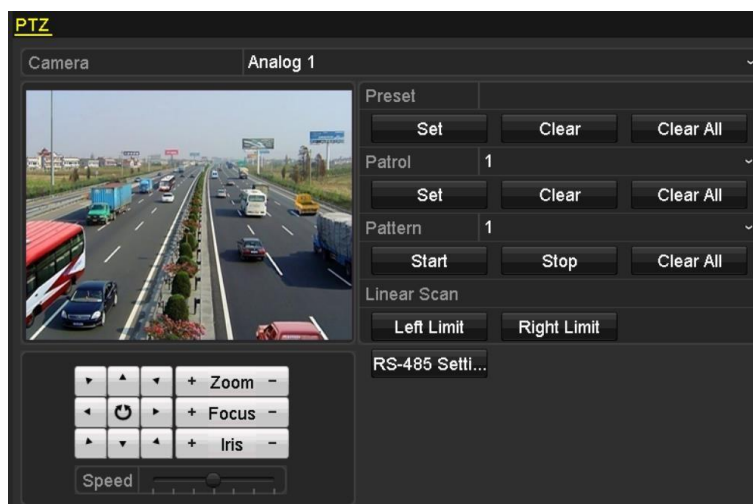 PTZ
Camera Analog 1
Preset
Set Clear Clear All
Patrol 1
Set Clear Clear All
Pattern 1
Start Stop Clear All
Linear Scan
Left Limit Right Limit
RS-485 Setti...
+ Zoom -
+ Focus -
+ Iris -
Speed